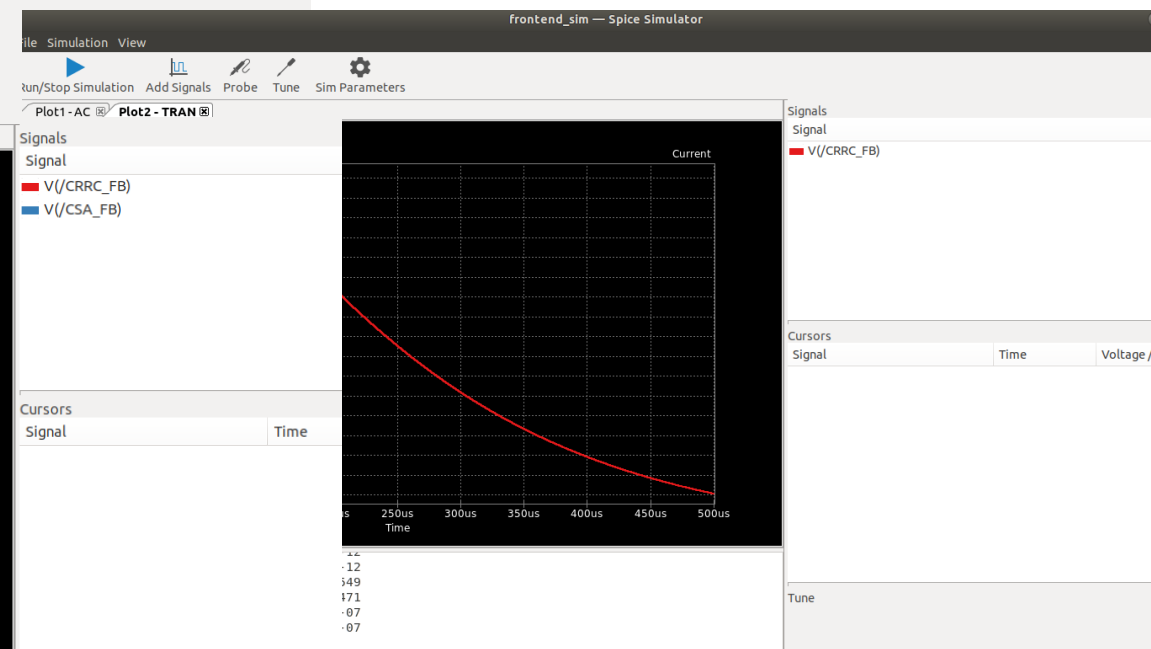 frontend_sim — Spice Simulator
Simulation View
Run/Stop Simulation Add Signals Probe Tune Sim Parameters
Plot1 - AC Plot2 - TRAN
Signals
Signal
V(/CRRC_FB)
V(/CSA_FB)
Cursors
Signal Time
Current
250us 300us 350us 400us 450us 500us
Time
-12
-12
549
471
-07
-07
Signals
Signal
V(/CRRC_FB)
Cursors
Signal Time Voltage /
Tune